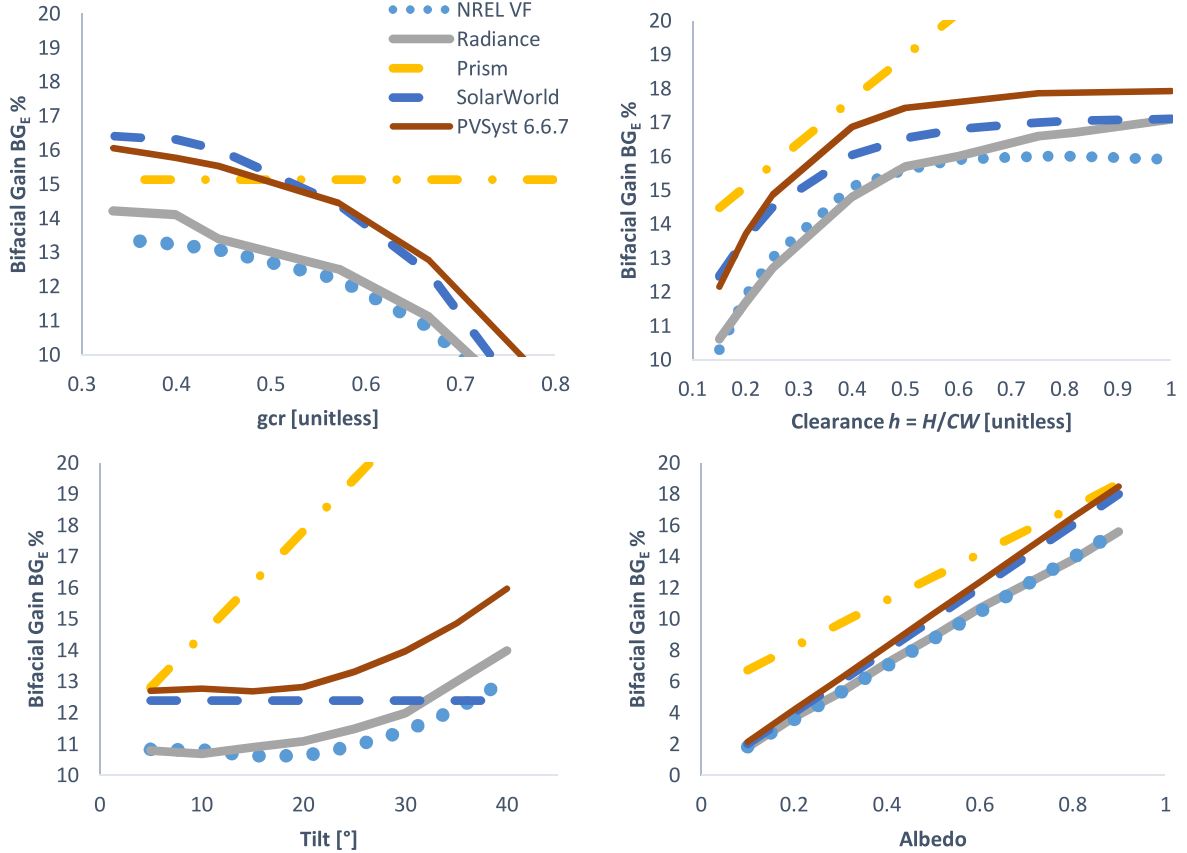 20
19
18
17
16
15
14
13
12
11
10
Bifacial Gain BG_E %
0.3 0.4 0.5 0.6 0.7 0.8
gcr [unitless]
NREL VF
Radiance
Prism
SolarWorld
PVSyst 6.6.7
20
19
18
17
16
15
14
13
12
11
10
Bifacial Gain BG_E %
0.1 0.2 0.3 0.4 0.5 0.6 0.7 0.8 0.9 1
Clearance h = H/CW [unitless]
20
19
18
17
16
15
14
13
12
11
10
Bifacial Gain BG_E %
0 10 20 30 40
Tilt [°]
20
18
16
14
12
10
8
6
4
2
0
Bifacial Gain BG_E %
0 0.2 0.4 0.6 0.8 1
Albedo